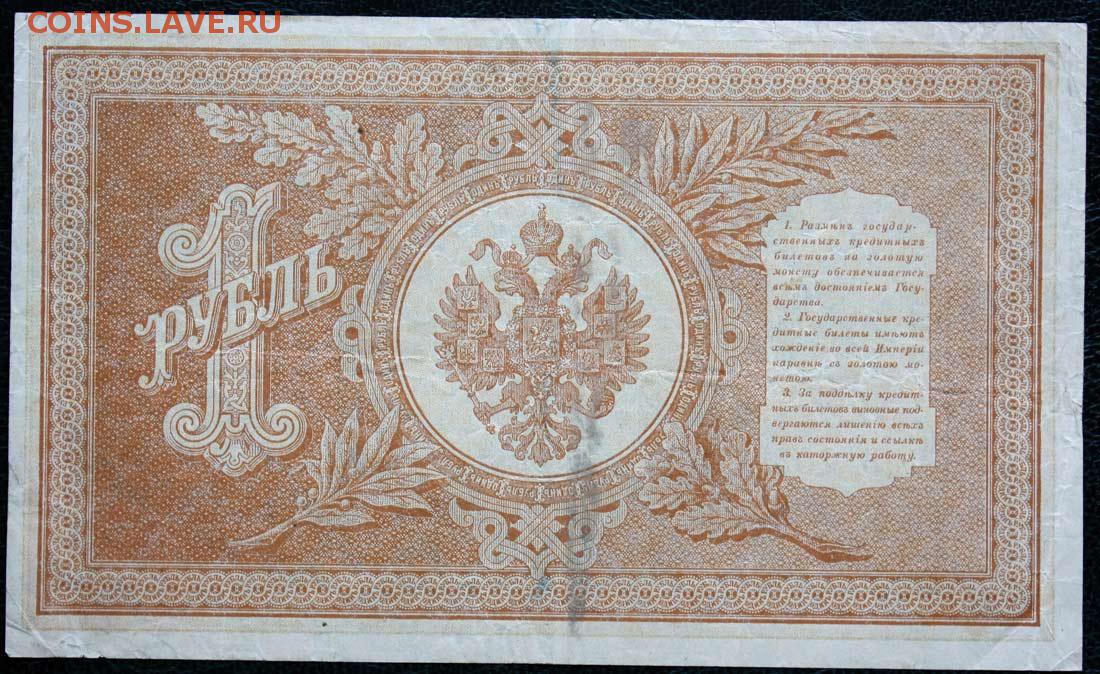 COINS.LAVE.RU
1
РУБЛЬ
1. Размѣнъ государ-
ственныхъ кредитныхъ
билетовъ на золотую
монету обезпечивается
всѣмъ достояніемъ Госу-
дарства.
2. Государственные кре-
дитные билеты имѣютъ
хожденіе во всей Имперіи
наравнѣ съ золотою мо-
нетою.
3. За поддѣлку кредит-
ныхъ билетовъ виновные под-
вергаются лишенію всѣхъ
правъ состоянія и ссылкѣ
въ каторжную работу.